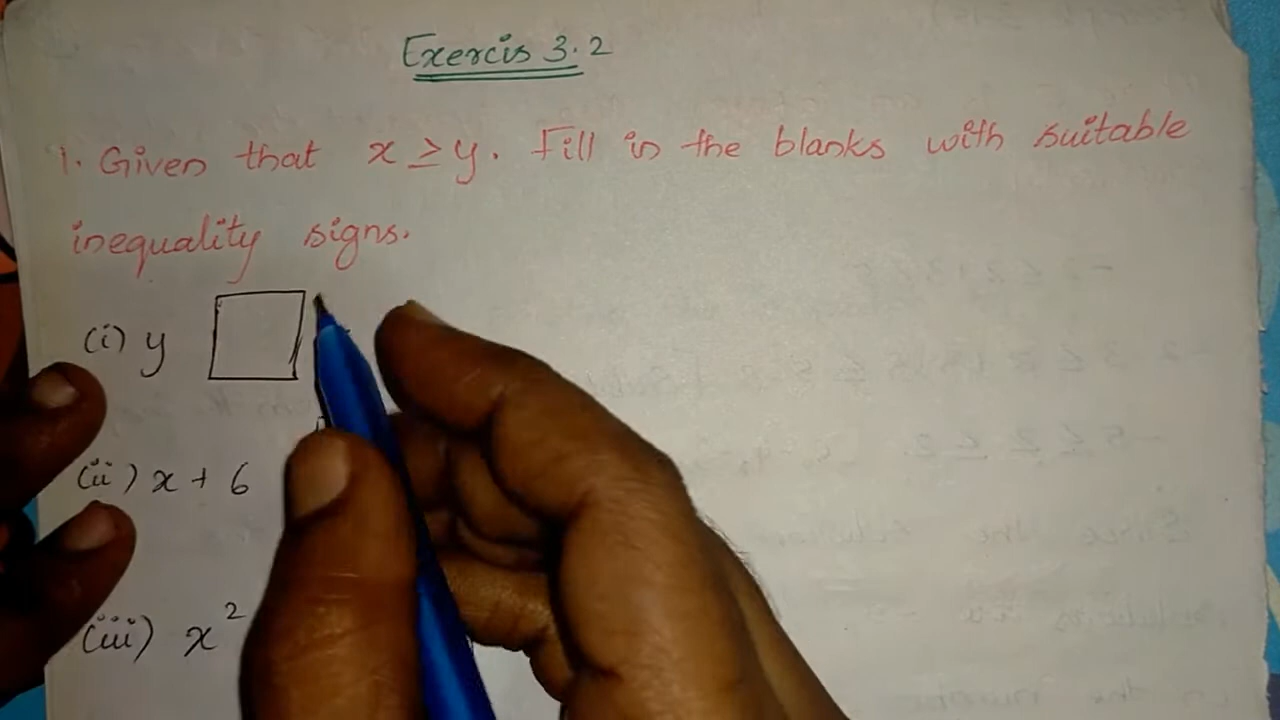 Exercis 3.2
1. Given that x ≥ y. Fill in the blanks with suitable
inequality signs.
(i) y
(ii) x + 6
(iii) x²